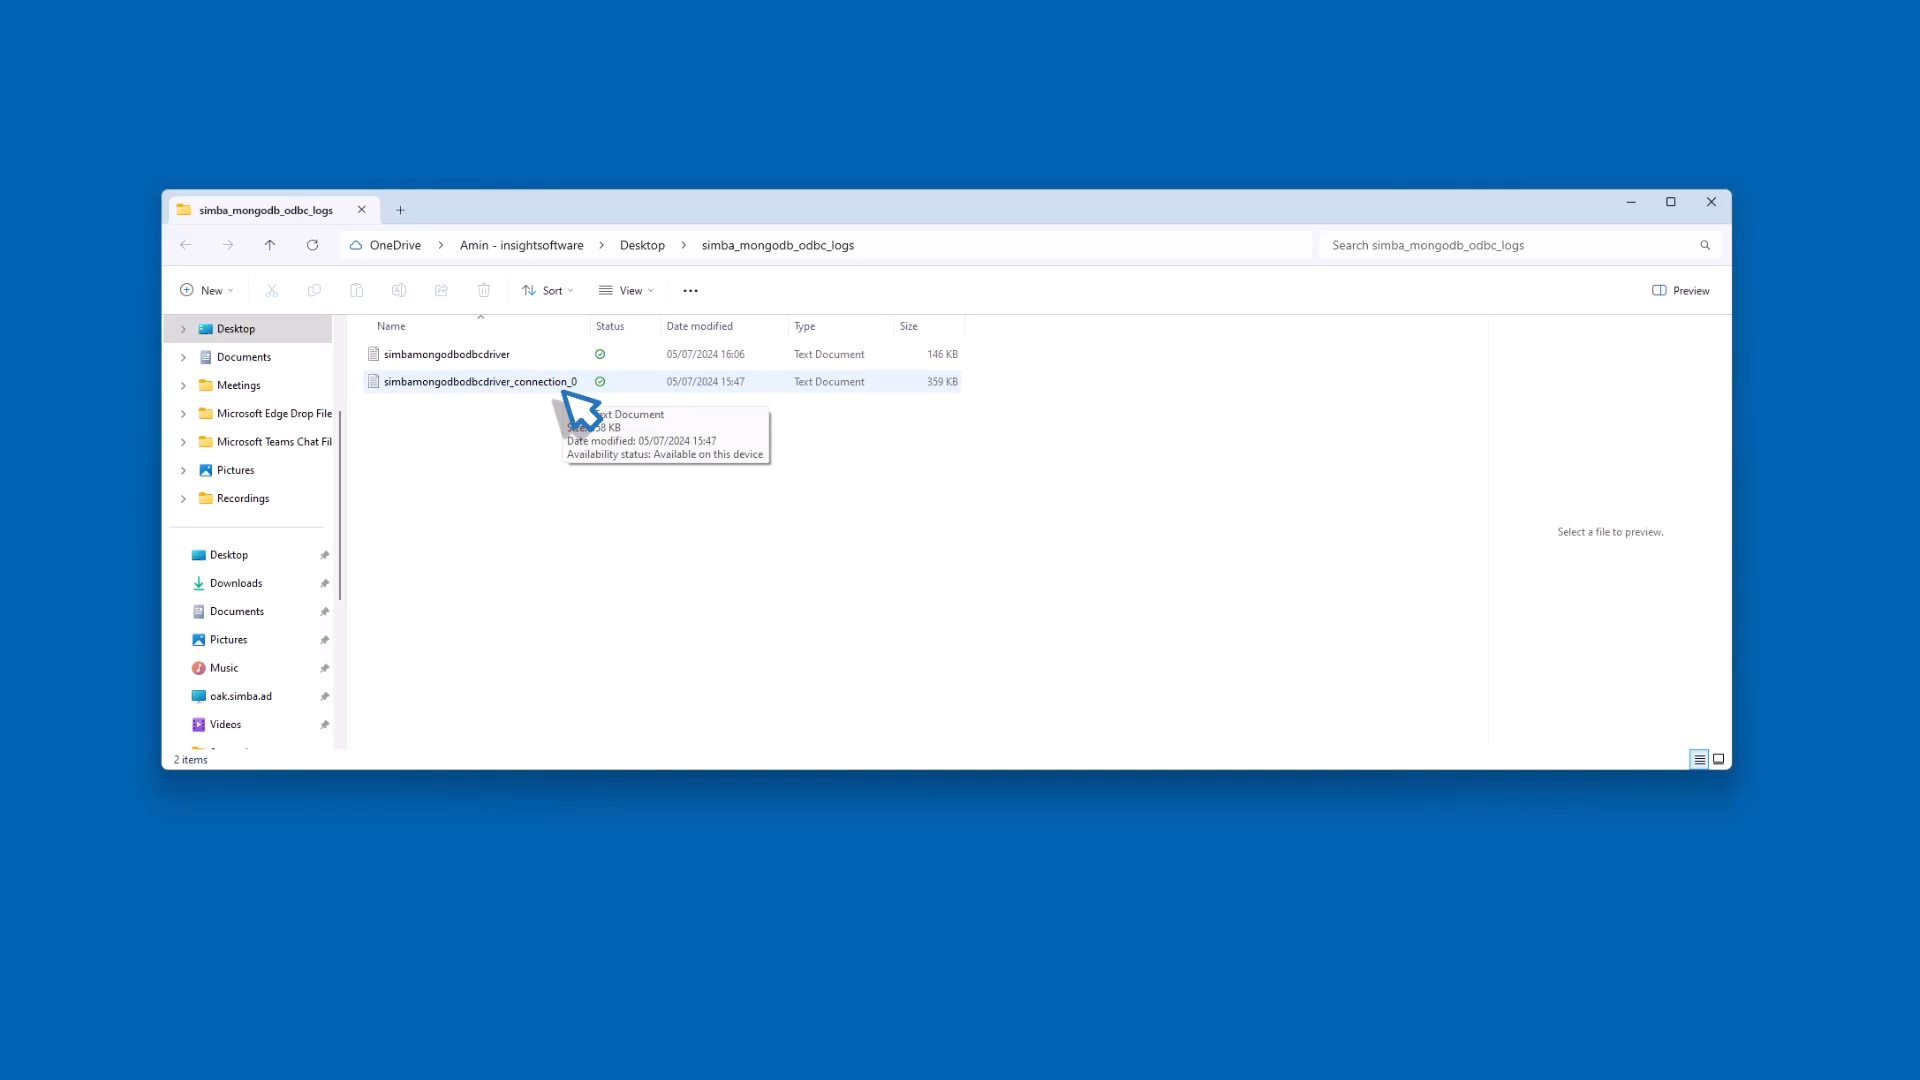 simba_mongodb_odbc_logs
OneDrive > Amin - insightsoftware > Desktop > simba_mongodb_odbc_logs
Search simba_mongodb_odbc_logs
New
Sort
View
Preview
Desktop
Documents
Meetings
Microsoft Edge Drop File
Microsoft Teams Chat Fil
Pictures
Recordings
Desktop
Downloads
Documents
Pictures
Music
oak.simba.ad
Videos
Name Status Date modified Type Size
simbamongodbodbcdriver 05/07/2024 16:06 Text Document 146 KB
simbamongodbodbcdriver_connection_0 05/07/2024 15:47 Text Document 359 KB
Document
KB
Date modified: 05/07/2024 15:47
Availability status: Available on this device
Select a file to preview.
2 items